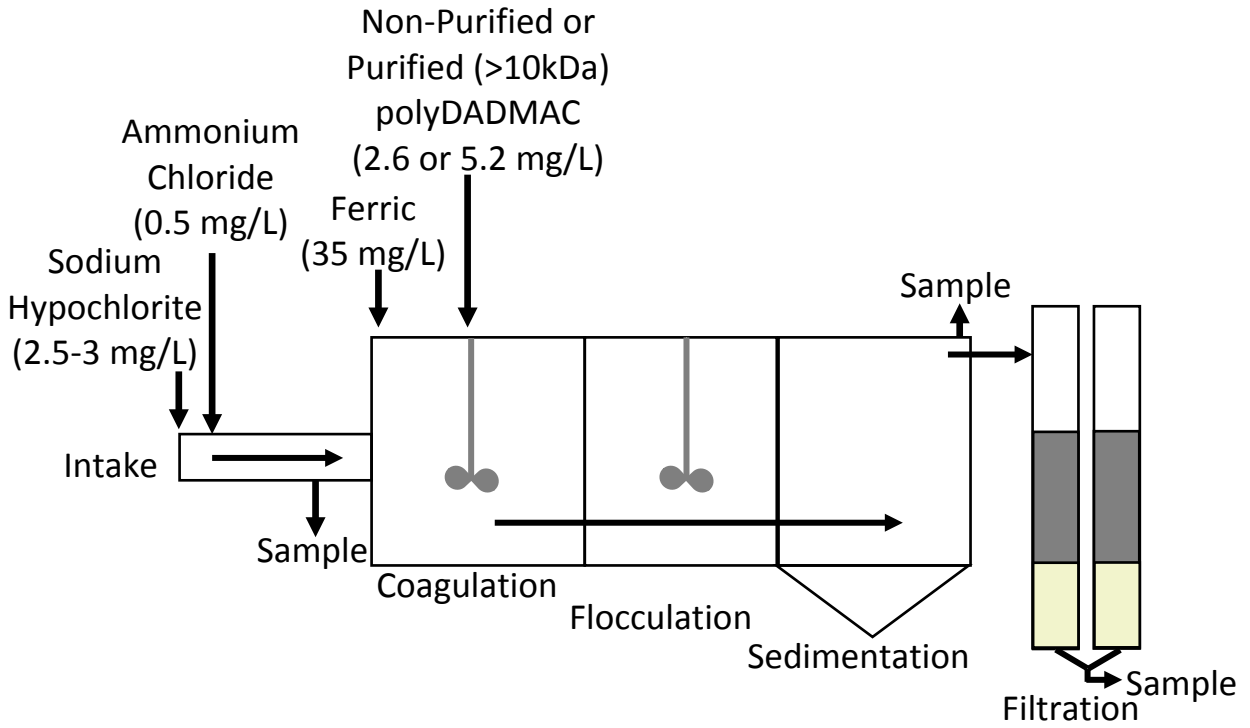 Non-Purified or
Purified (>10kDa)
polyDADMAC
(2.6 or 5.2 mg/L)
Ammonium
Chloride
(0.5 mg/L)
Ferric
(35 mg/L)
Sodium
Hypochlorite
(2.5-3 mg/L)
Sample
Intake
Sample
Coagulation
Flocculation
Sedimentation
Sample
Filtration